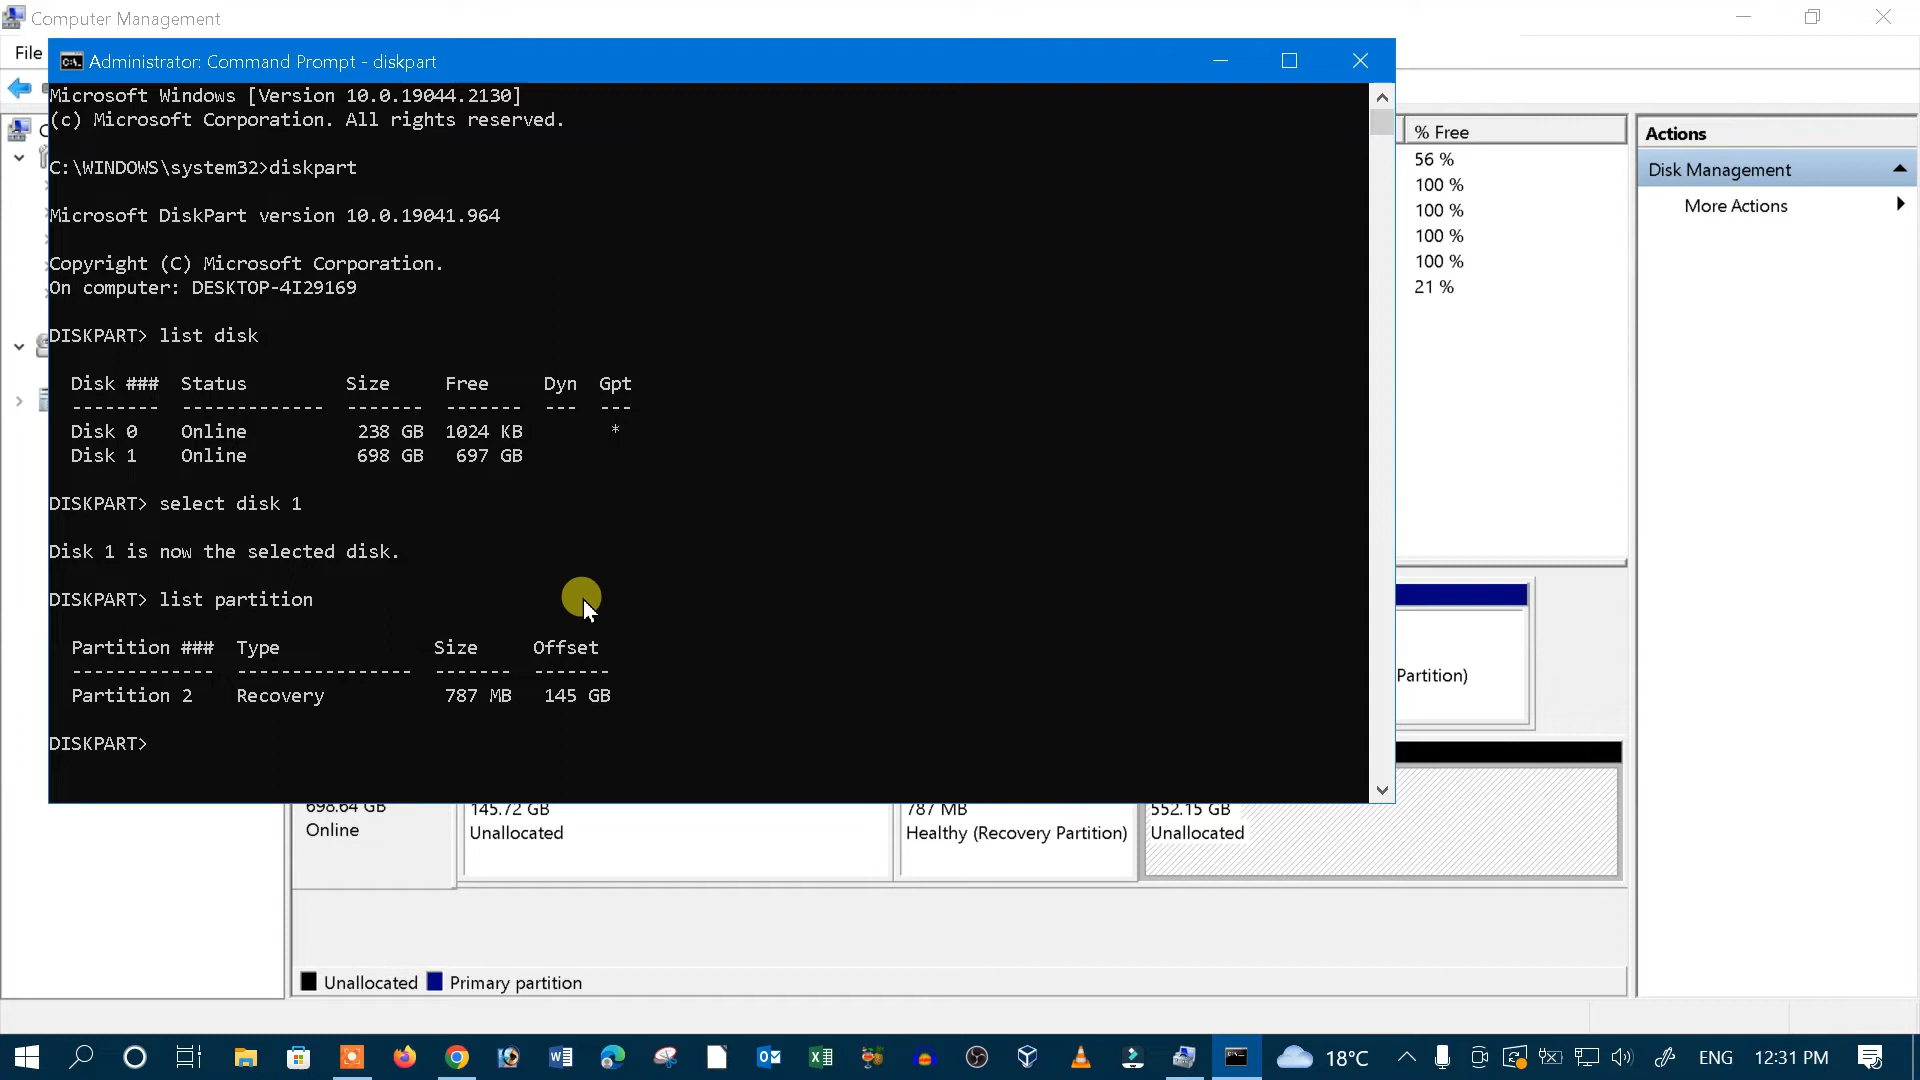 Computer Management
File
Administrator: Command Prompt - diskpart
Microsoft Windows [Version 10.0.19044.2130]
(c) Microsoft Corporation. All rights reserved.
C:\WINDOWS\system32>diskpart
Microsoft DiskPart version 10.0.19041.964
Copyright (C) Microsoft Corporation.
On computer: DESKTOP-4I29169
DISKPART> list disk
Disk ### Status Size Free Dyn Gpt
-------- ------------- ------- ------- --- ---
Disk 0 Online 238 GB 1024 KB *
Disk 1 Online 698 GB 697 GB
DISKPART> select disk 1
Disk 1 is now the selected disk.
DISKPART> list partition
Partition ### Type Size Offset
------------- ---------------- ------- -------
Partition 2 Recovery 787 MB 145 GB
DISKPART>
% Free
56 %
100 %
100 %
100 %
100 %
21 %
Actions
Disk Management
More Actions
Partition)
698.64 GB
Online
145.72 GB
Unallocated
787 MB
Healthy (Recovery Partition)
552.15 GB
Unallocated
Unallocated Primary partition
18°C ENG 12:31 PM